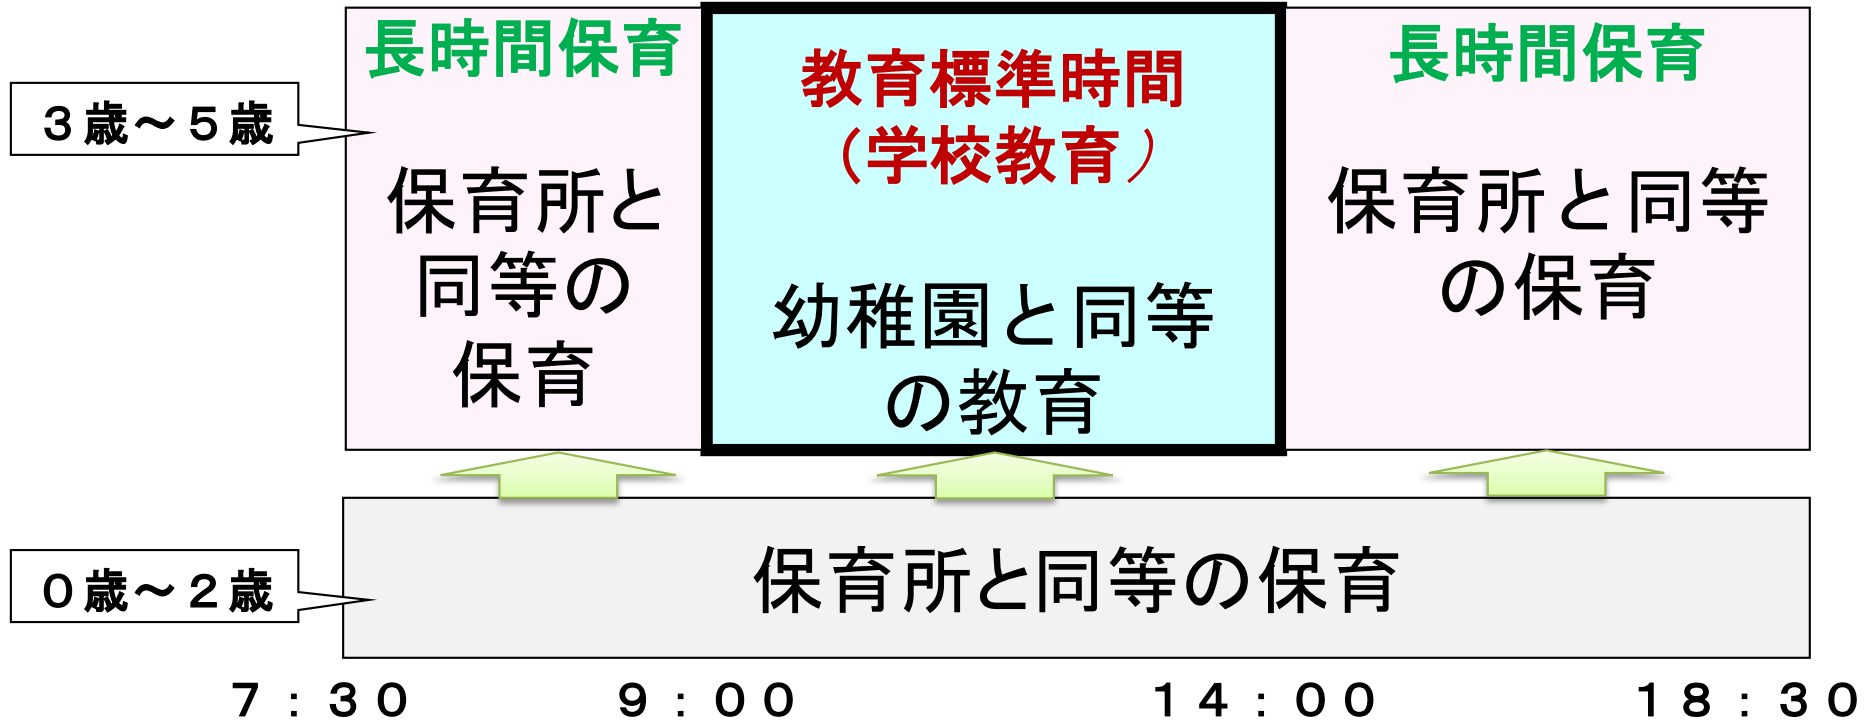 ３歳～５歳
長時間保育
保育所と
同等の
保育
教育標準時間
（学校教育）
幼稚園と同等
の教育
長時間保育
保育所と同等
の保育
０歳～２歳
保育所と同等の保育
７：３０
９：００
１４：００
１８：３０